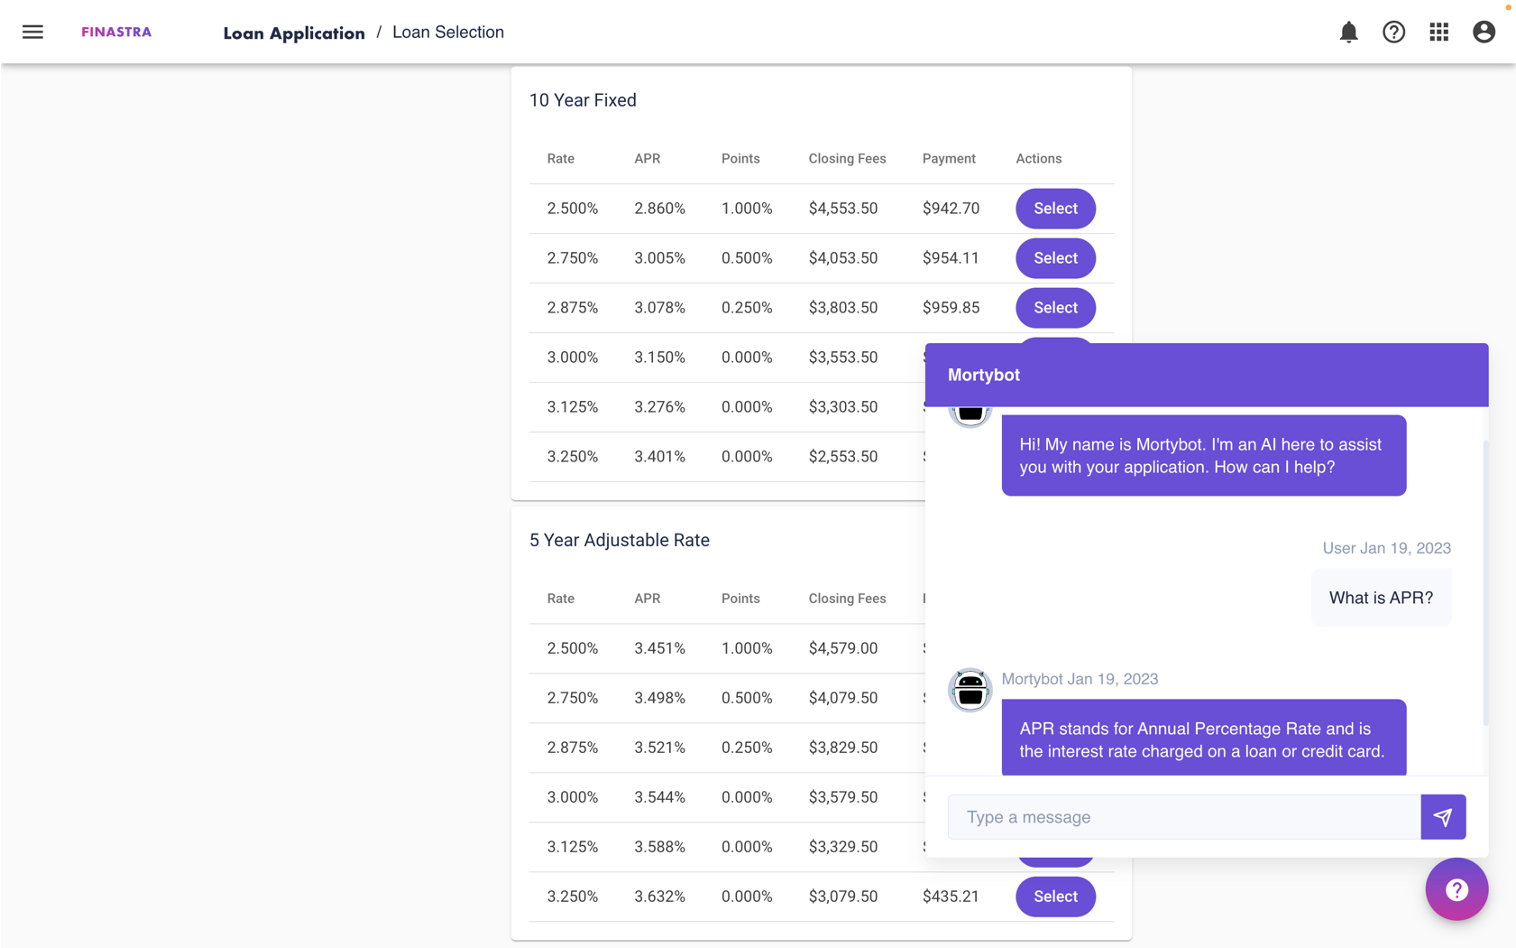 FINASTRA
Loan Application / Loan Selection
10 Year Fixed
Rate APR Points Closing Fees Payment Actions
2.500% 2.860% 1.000% $4,553.50 $942.70 Select
2.750% 3.005% 0.500% $4,053.50 $954.11 Select
2.875% 3.078% 0.250% $3,803.50 $959.85 Select
3.000% 3.150% 0.000% $3,553.50
3.125% 3.276% 0.000% $3,303.50
3.250% 3.401% 0.000% $2,553.50
5 Year Adjustable Rate
Rate APR Points Closing Fees
2.500% 3.451% 1.000% $4,579.00
2.750% 3.498% 0.500% $4,079.50
2.875% 3.521% 0.250% $3,829.50
3.000% 3.544% 0.000% $3,579.50
3.125% 3.588% 0.000% $3,329.50
3.250% 3.632% 0.000% $3,079.50 $435.21 Select
Mortybot
Hi! My name is Mortybot. I'm an AI here to assist
you with your application. How can I help?
User Jan 19, 2023
What is APR?
Mortybot Jan 19, 2023
APR stands for Annual Percentage Rate and is
the interest rate charged on a loan or credit card.
Type a message